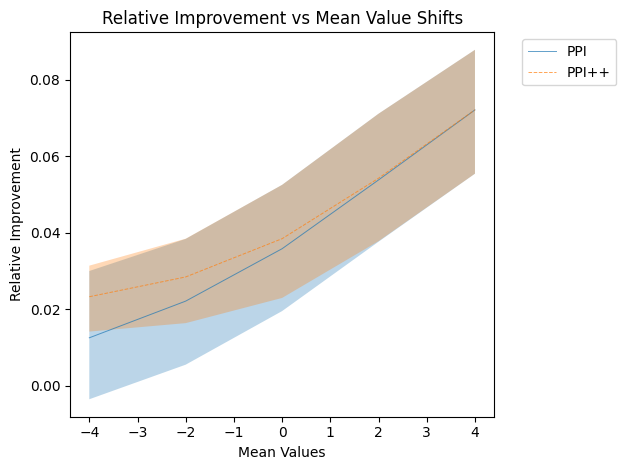 Relative Improvement vs Mean Value Shifts
PPI
PPI++
Relative Improvement
0.08
0.06
0.04
0.02
0.00
−4
−3
−2
−1
0
1
2
3
4
Mean Values